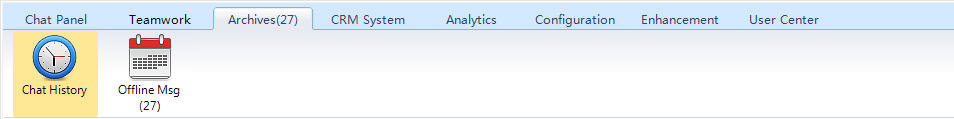 Chat Panel Teamwork Archives(27) CRM System Analytics Configuration Enhancement User Center
Chat History Offline Msg
(27)